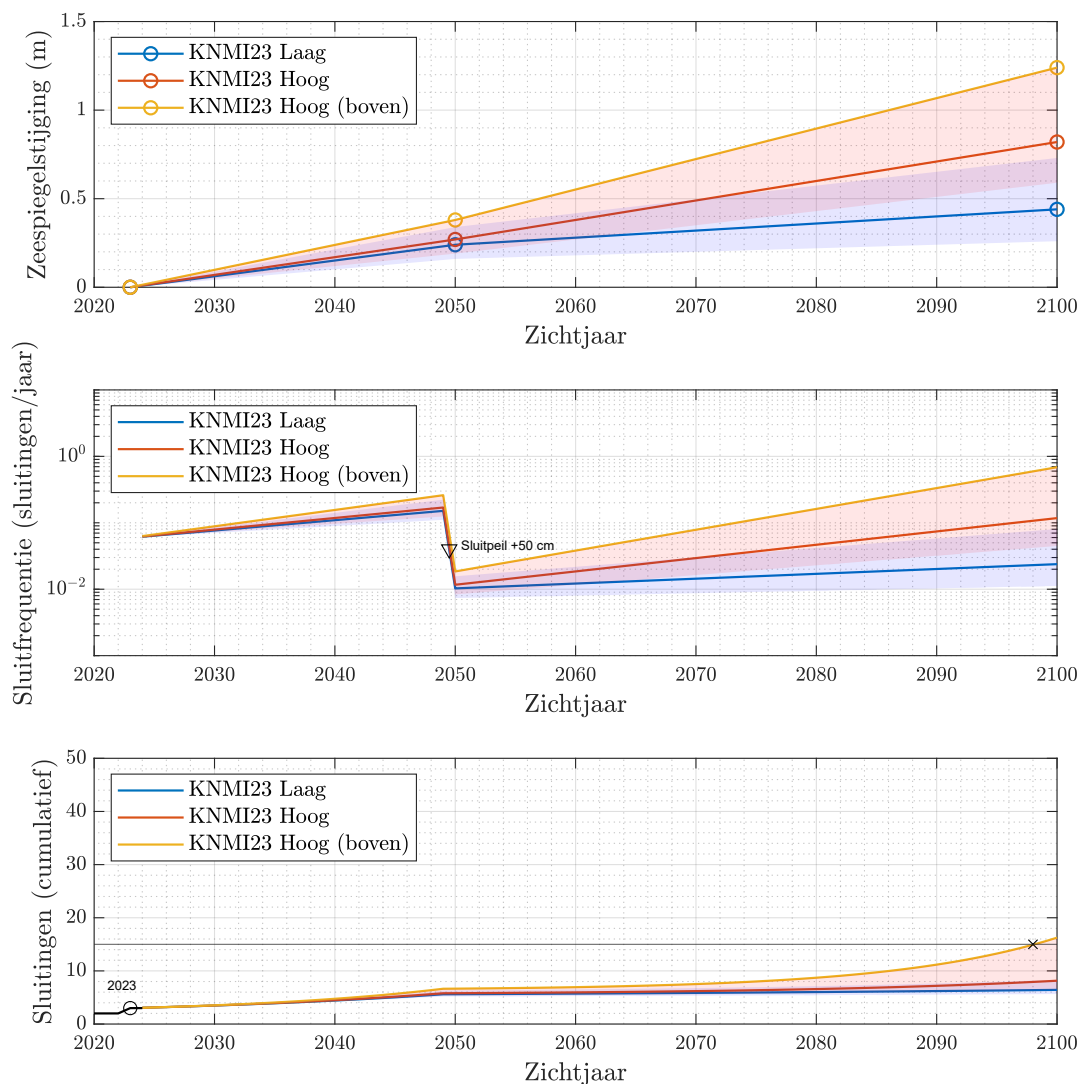 Zeespiegelstijging (m)
1.5
1
0.5
0
KNMI23 Laag
KNMI23 Hoog
KNMI23 Hoog (boven)
2020 2030 2040 2050 2060 2070 2080 2090 2100
Zichtjaar
Sluitfrequentie (sluitingen/jaar)
10^0
10^-2
KNMI23 Laag
KNMI23 Hoog
KNMI23 Hoog (boven)
Sluitpeil +50 cm
2020 2030 2040 2050 2060 2070 2080 2090 2100
Zichtjaar
Sluitingen (cumulatief)
50
40
30
20
10
0
KNMI23 Laag
KNMI23 Hoog
KNMI23 Hoog (boven)
2023
2020 2030 2040 2050 2060 2070 2080 2090 2100
Zichtjaar